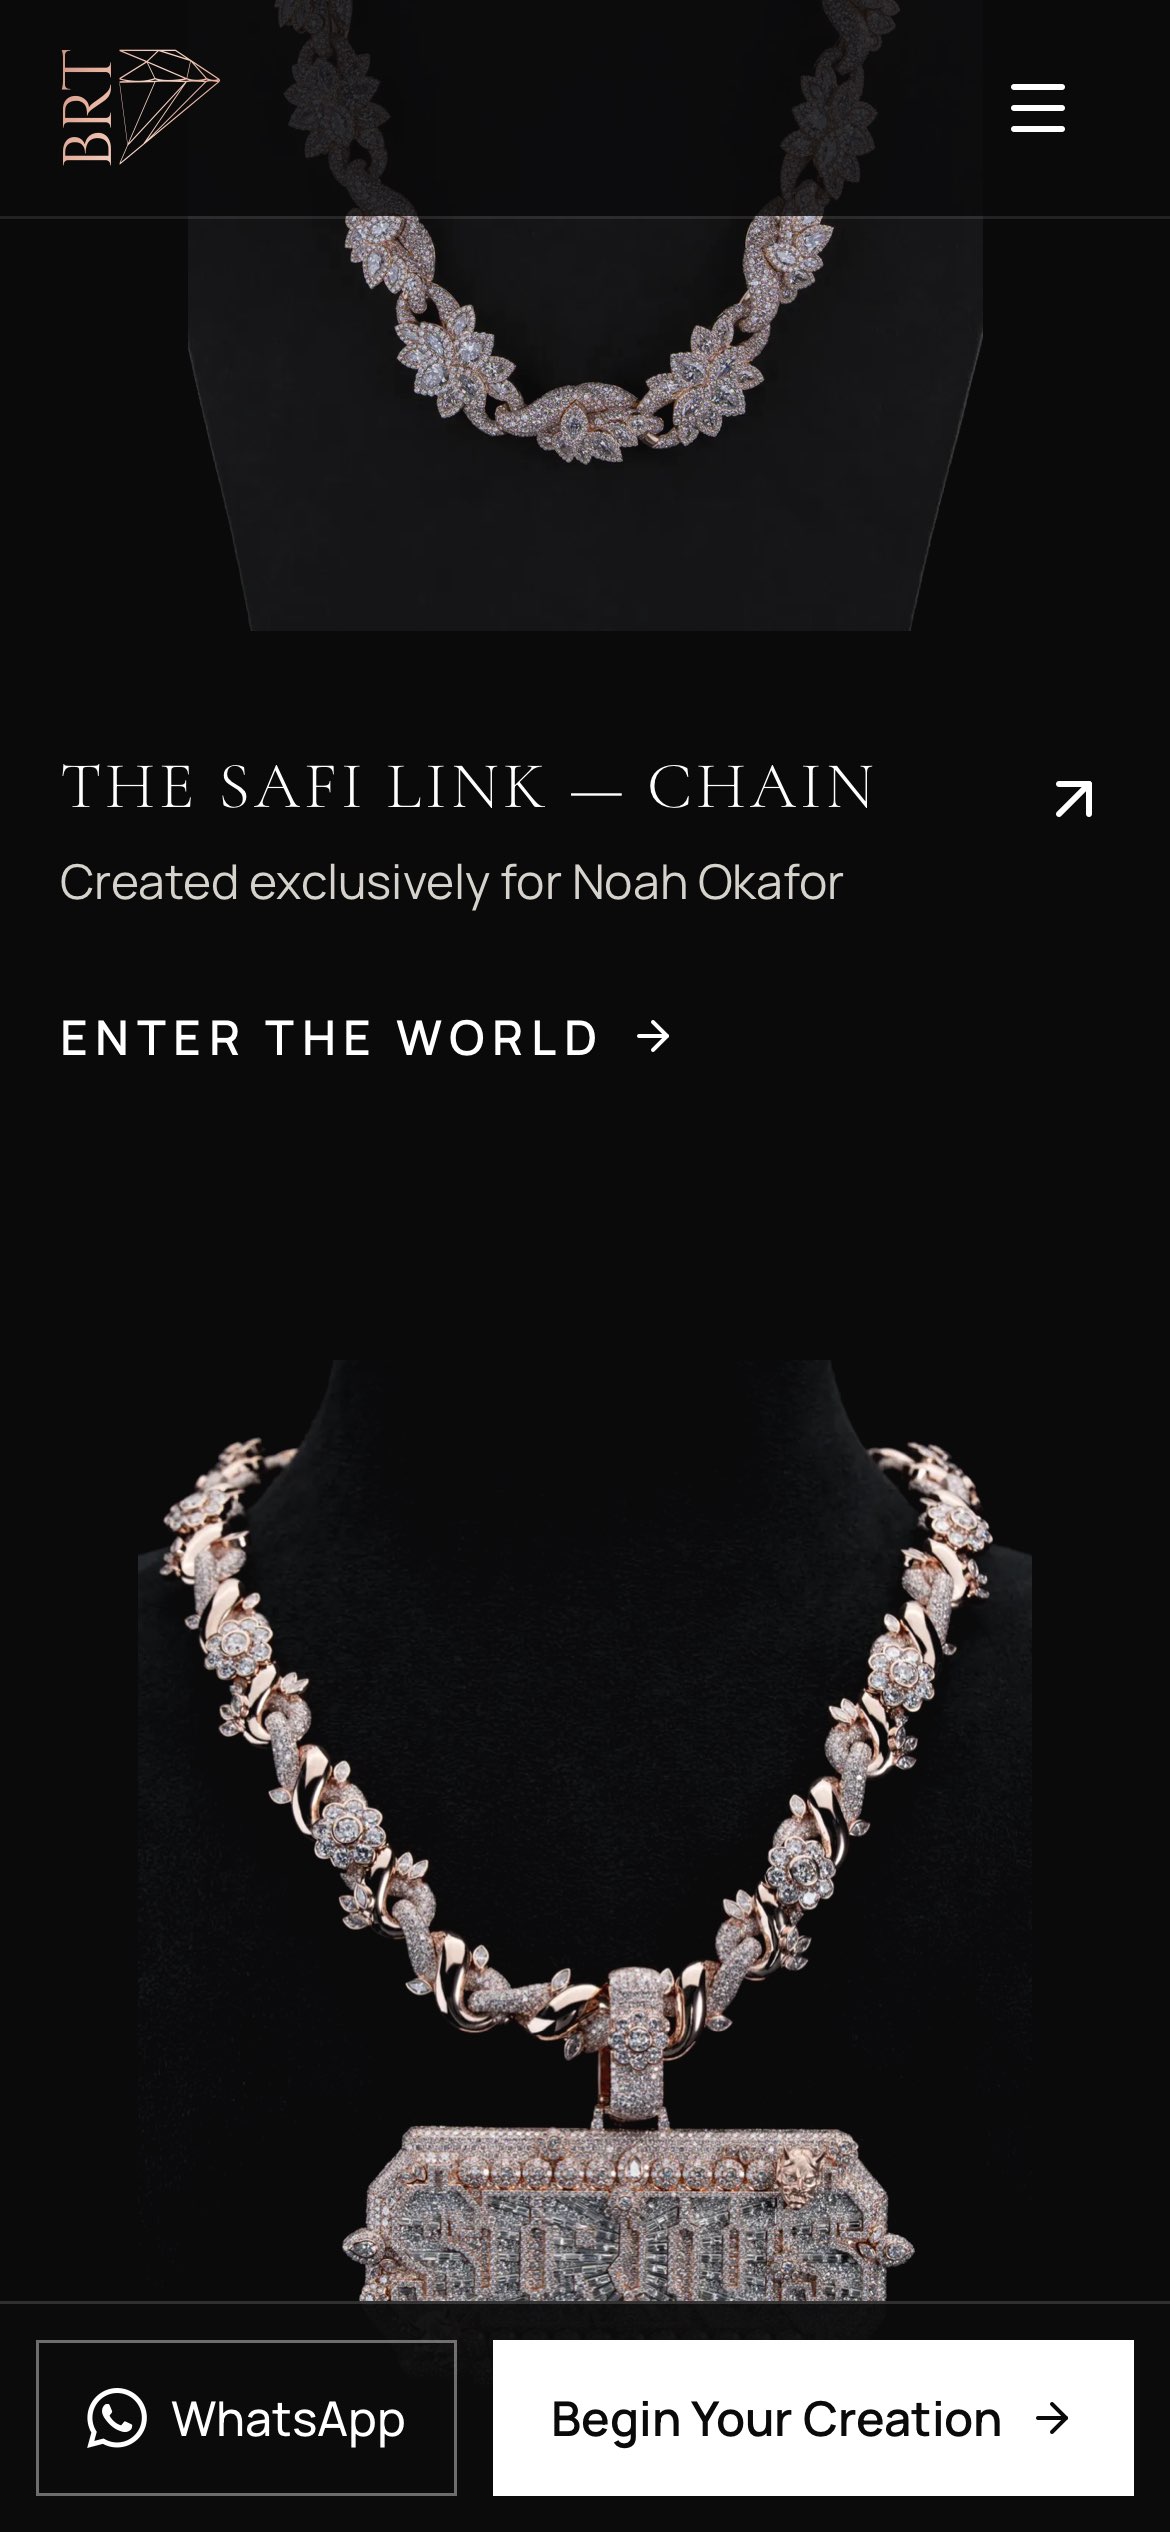 BRT
THE SAFI LINK — CHAIN
Created exclusively for Noah Okafor
ENTER THE WORLD
WhatsApp
Begin Your Creation